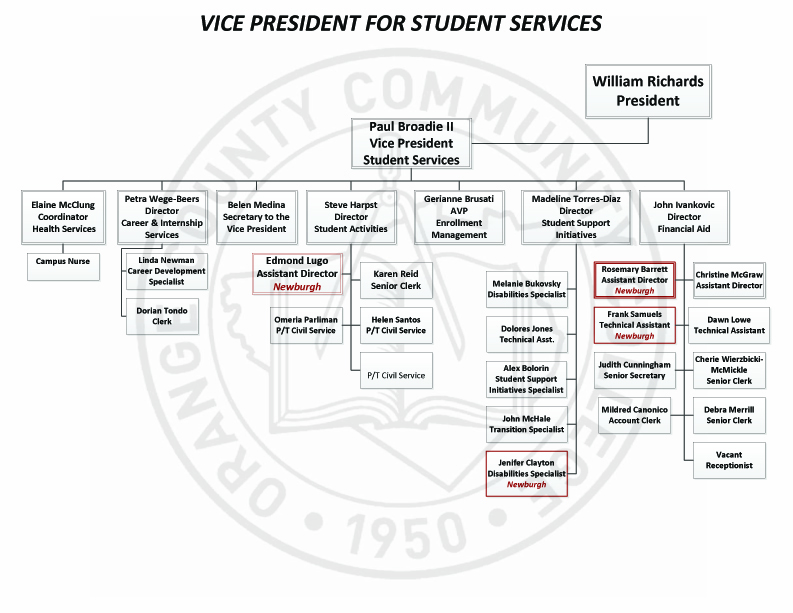 VICE PRESIDENT FOR STUDENT SERVICES
William Richards
President
Paul Broadie II
Vice President
Student Services
Elaine McClung
Coordinator
Health Services
Petra Wege-Beers
Director
Career & Internship
Services
Belen Medina
Secretary to the
Vice President
Steve Harpst
Director
Student Activities
Gerianne Brusati
AVP
Enrollment
Management
Madeline Torres-Diaz
Director
Student Support
Initiatives
John Ivankovic
Director
Financial Aid
Campus Nurse
Linda Newman
Career Development
Specialist
Dorian Tondo
Clerk
Edmond Lugo
Assistant Director
Newburgh
Karen Reid
Senior Clerk
Omeria Parliman
P/T Civil Service
Helen Santos
P/T Civil Service
P/T Civil Service
Melanie Bukovsky
Disabilities Specialist
Dolores Jones
Technical Asst.
Alex Bolorin
Student Support
Initiatives Specialist
John McHale
Transition Specialist
Jenifer Clayton
Disabilities Specialist
Newburgh
Rosemary Barrett
Assistant Director
Newburgh
Christine McGraw
Assistant Director
Frank Samuels
Technical Assistant
Newburgh
Dawn Lowe
Technical Assistant
Judith Cunningham
Senior Secretary
Cherie Wierzbicki-
McMickle
Senior Clerk
Mildred Canonico
Account Clerk
Debra Merrill
Senior Clerk
Vacant
Receptionist
ORANGE COUNTY COMMUNITY COLLEGE
• 1950 •